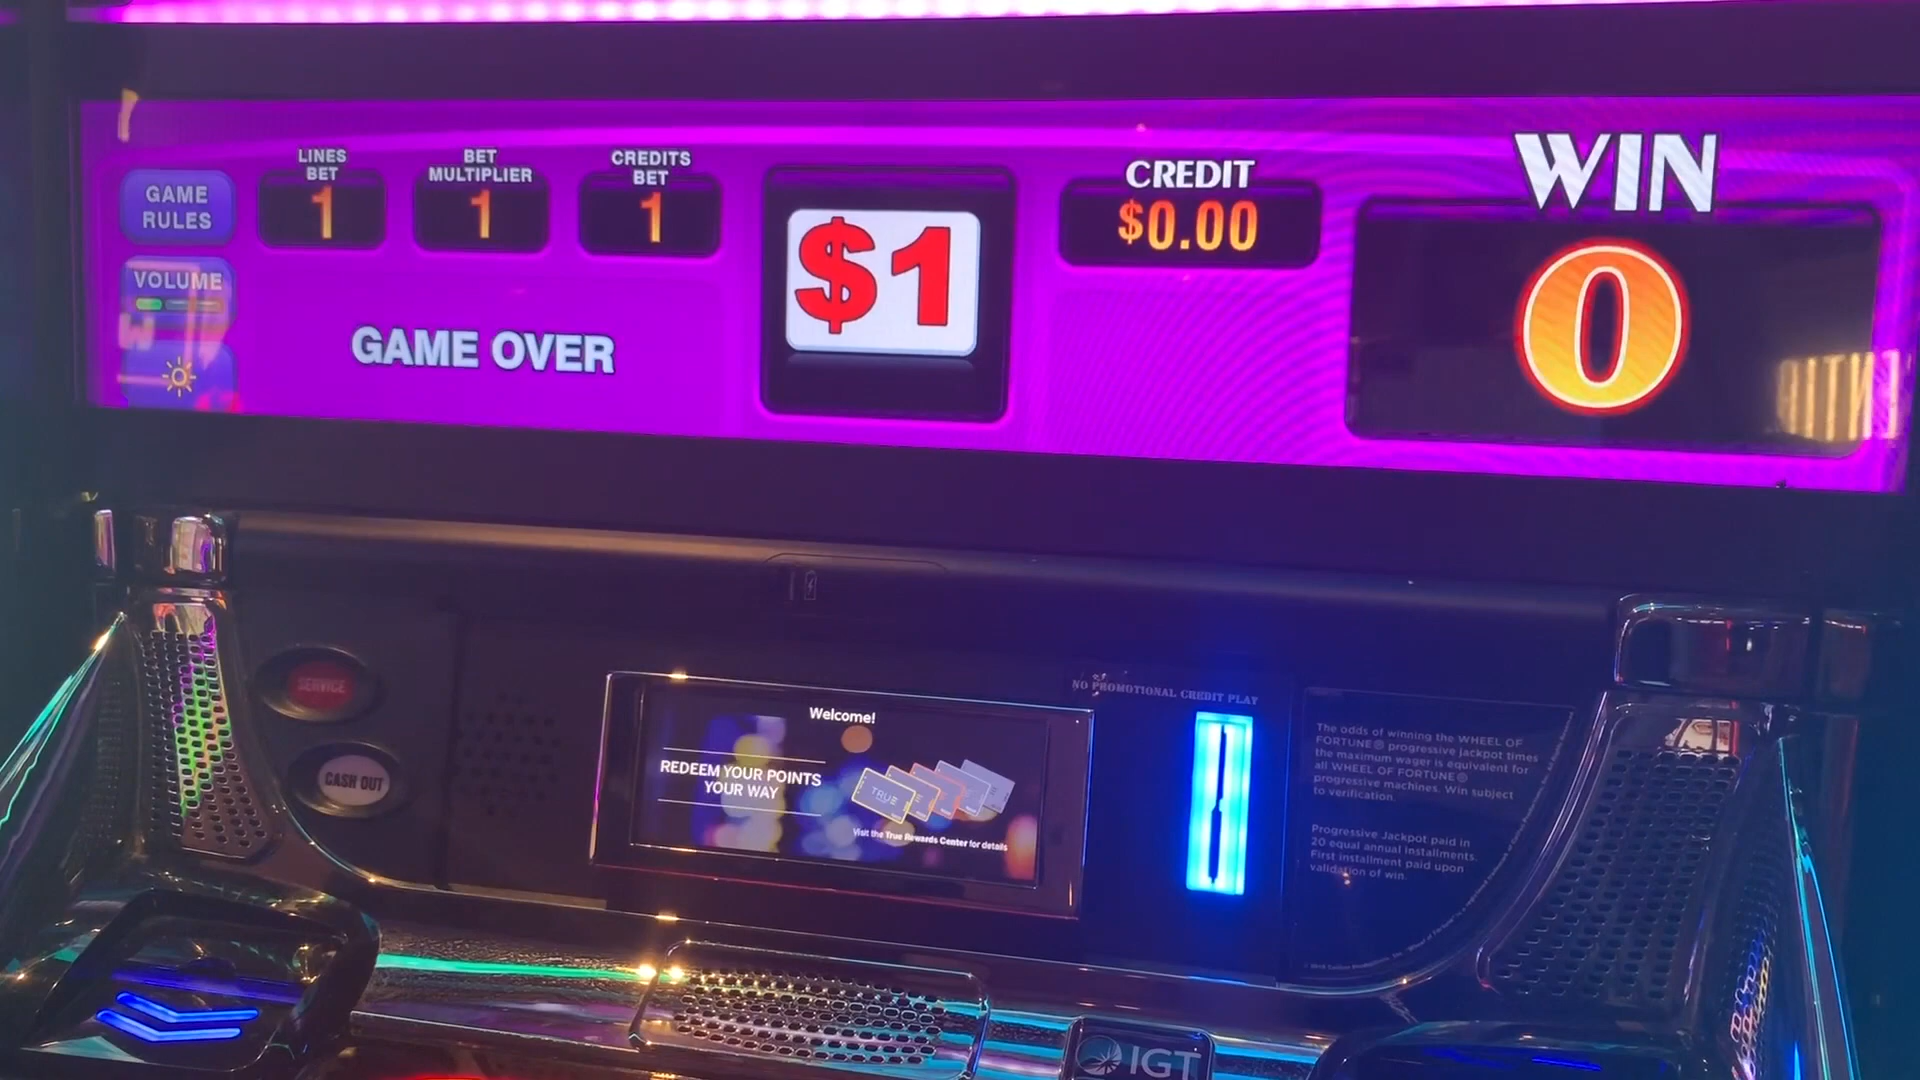 GAME
RULES
LINES
BET
1
BET
MULTIPLIER
1
CREDITS
BET
1
$1
CREDIT
$0.00
WIN
0
VOLUME
GAME OVER
SERVICE
CASH OUT
Welcome!
REDEEM YOUR POINTS
YOUR WAY
TRUE
Visit the True Rewards Center for details
NO PROMOTIONAL CREDIT PLAY
The odds of winning the WHEEL OF
FORTUNE® progressive jackpot times
the maximum wager is equivalent for
all WHEEL OF FORTUNE®
progressive machines. Win subject
to verification.
Progressive Jackpot paid in
20 equal annual installments.
First installment paid upon
validation of win.
IGT